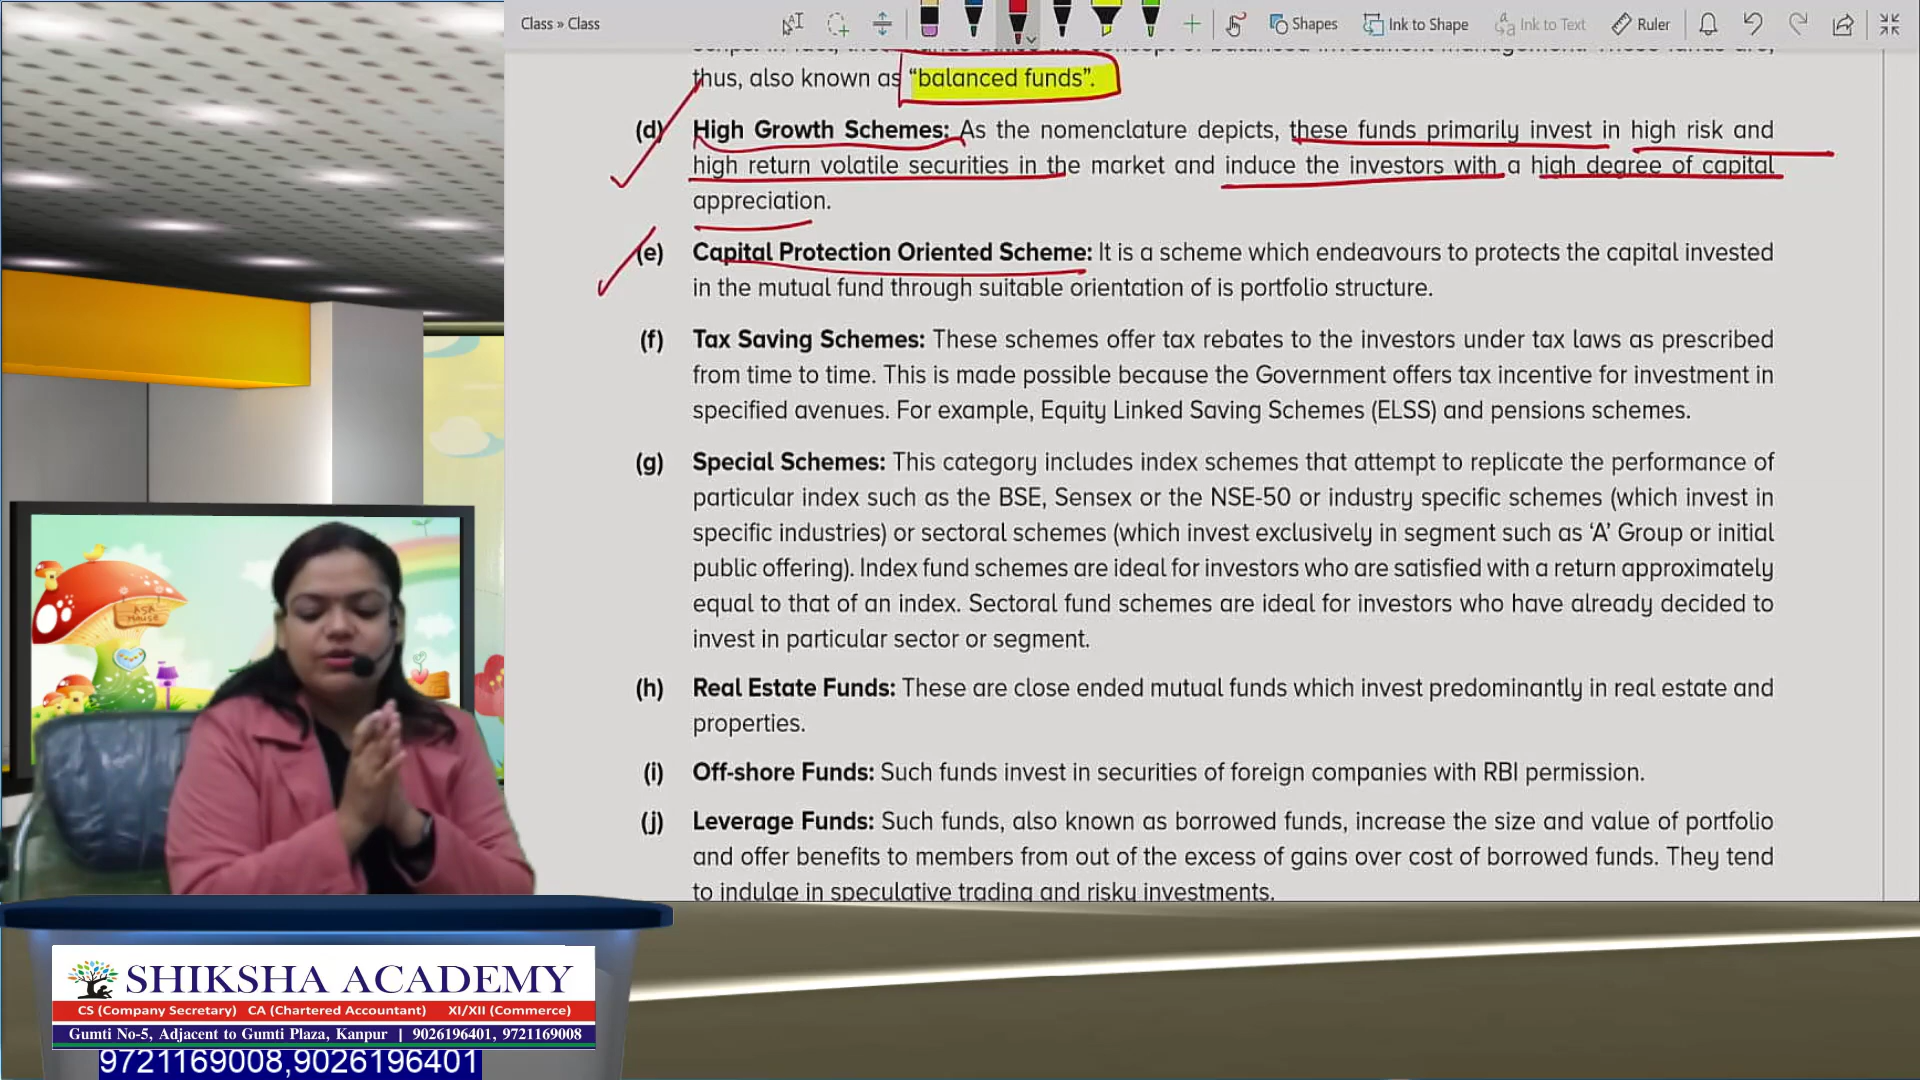 Class » Class
Shapes
Ink to Shape
Ink to Text
Ruler
thus, also known as “balanced funds”.
(d) High Growth Schemes: As the nomenclature depicts, these funds primarily invest in high risk and
high return volatile securities in the market and induce the investors with a high degree of capital
appreciation.
(e) Capital Protection Oriented Scheme: It is a scheme which endeavours to protects the capital invested
in the mutual fund through suitable orientation of is portfolio structure.
(f) Tax Saving Schemes: These schemes offer tax rebates to the investors under tax laws as prescribed
from time to time. This is made possible because the Government offers tax incentive for investment in
specified avenues. For example, Equity Linked Saving Schemes (ELSS) and pensions schemes.
(g) Special Schemes: This category includes index schemes that attempt to replicate the performance of
particular index such as the BSE, Sensex or the NSE-50 or industry specific schemes (which invest in
specific industries) or sectoral schemes (which invest exclusively in segment such as ‘A’ Group or initial
public offering). Index fund schemes are ideal for investors who are satisfied with a return approximately
equal to that of an index. Sectoral fund schemes are ideal for investors who have already decided to
invest in particular sector or segment.
(h) Real Estate Funds: These are close ended mutual funds which invest predominantly in real estate and
properties.
(i) Off-shore Funds: Such funds invest in securities of foreign companies with RBI permission.
(j) Leverage Funds: Such funds, also known as borrowed funds, increase the size and value of portfolio
and offer benefits to members from out of the excess of gains over cost of borrowed funds. They tend
to indulge in speculative trading and risky investments.
SHIKSHA ACADEMY
CS (Company Secretary) CA (Chartered Accountant) XI/XII (Commerce)
Gumti No-5, Adjacent to Gumti Plaza, Kanpur | 9026196401, 9721169008
9721169008,9026196401